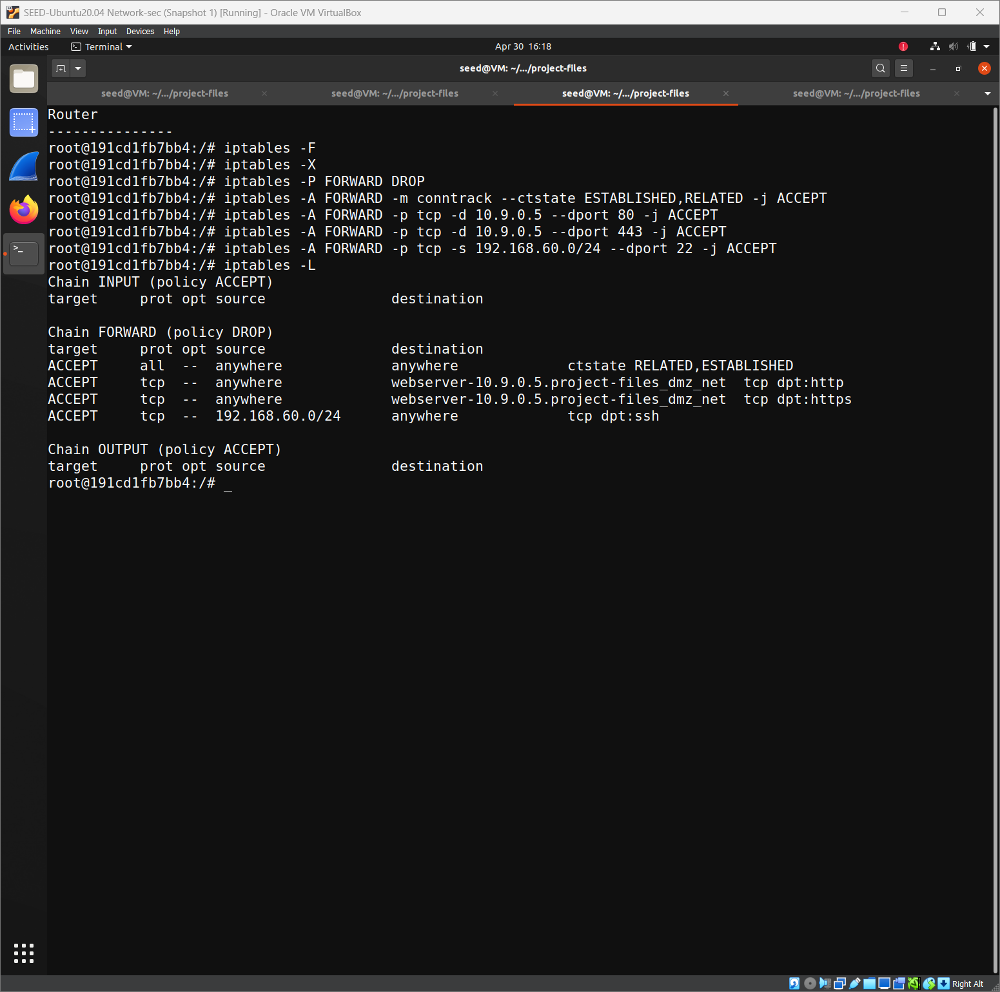 SEED-Ubuntu20.04 Network-sec (Snapshot 1) [Running] - Oracle VM VirtualBox
File Machine View Input Devices Help
Activities Terminal Apr 30 16:18
seed@VM: ~/.../project-files
seed@VM: ~/.../project-files seed@VM: ~/.../project-files seed@VM: ~/.../project-files seed@VM: ~/.../project-files
Router
---------------
root@191cd1fb7bb4:/# iptables -F
root@191cd1fb7bb4:/# iptables -X
root@191cd1fb7bb4:/# iptables -P FORWARD DROP
root@191cd1fb7bb4:/# iptables -A FORWARD -m conntrack --ctstate ESTABLISHED,RELATED -j ACCEPT
root@191cd1fb7bb4:/# iptables -A FORWARD -p tcp -d 10.9.0.5 --dport 80 -j ACCEPT
root@191cd1fb7bb4:/# iptables -A FORWARD -p tcp -d 10.9.0.5 --dport 443 -j ACCEPT
root@191cd1fb7bb4:/# iptables -A FORWARD -p tcp -s 192.168.60.0/24 --dport 22 -j ACCEPT
root@191cd1fb7bb4:/# iptables -L
Chain INPUT (policy ACCEPT)
target     prot opt source               destination

Chain FORWARD (policy DROP)
target     prot opt source               destination
ACCEPT     all  --  anywhere             anywhere             ctstate RELATED,ESTABLISHED
ACCEPT     tcp  --  anywhere             webserver-10.9.0.5.project-files_dmz_net  tcp dpt:http
ACCEPT     tcp  --  anywhere             webserver-10.9.0.5.project-files_dmz_net  tcp dpt:https
ACCEPT     tcp  --  192.168.60.0/24      anywhere             tcp dpt:ssh

Chain OUTPUT (policy ACCEPT)
target     prot opt source               destination
root@191cd1fb7bb4:/# _
Right Alt